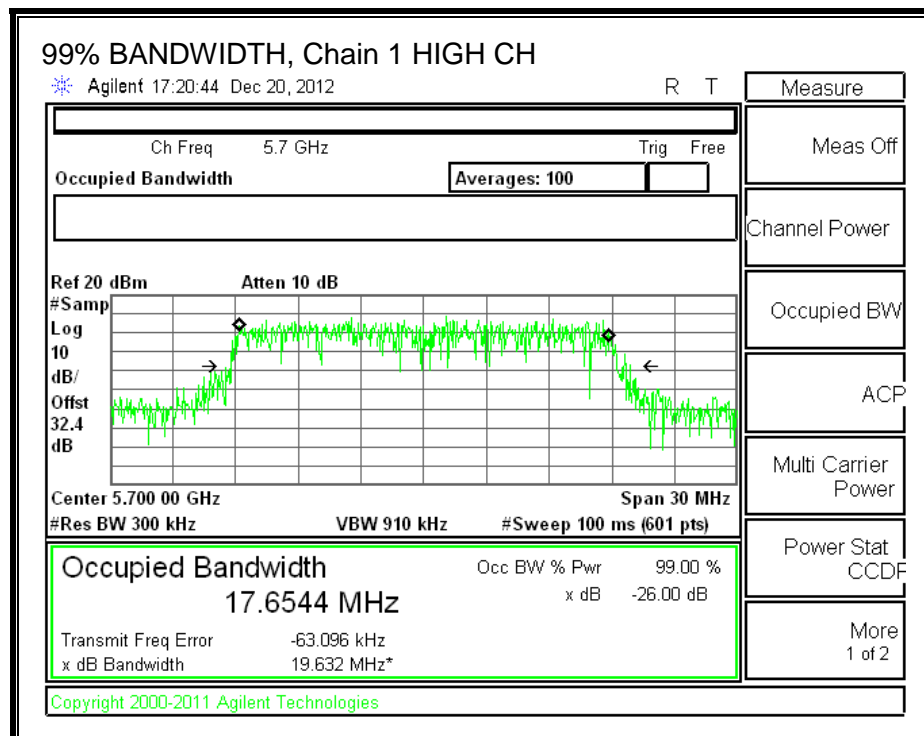 99% BANDWIDTH, Chain 1 HIGH CH
Agilent 17:20:44 Dec 20, 2012 R T
Measure
Ch Freq 5.7 GHz Trig Free
Occupied Bandwidth Averages: 100
Ref 20 dBm Atten 10 dB
#Samp
Log
10
dB/
Offst
32.4
dB
Center 5.700 00 GHz Span 30 MHz
#Res BW 300 kHz VBW 910 kHz #Sweep 100 ms (601 pts)
Occupied Bandwidth Occ BW % Pwr 99.00 %
17.6544 MHz x dB -26.00 dB
Transmit Freq Error -63.096 kHz
x dB Bandwidth 19.632 MHz*
Copyright 2000-2011 Agilent Technologies
Meas Off
Channel Power
Occupied BW
ACP
Multi Carrier
Power
Power Stat
CCDF
More
1 of 2